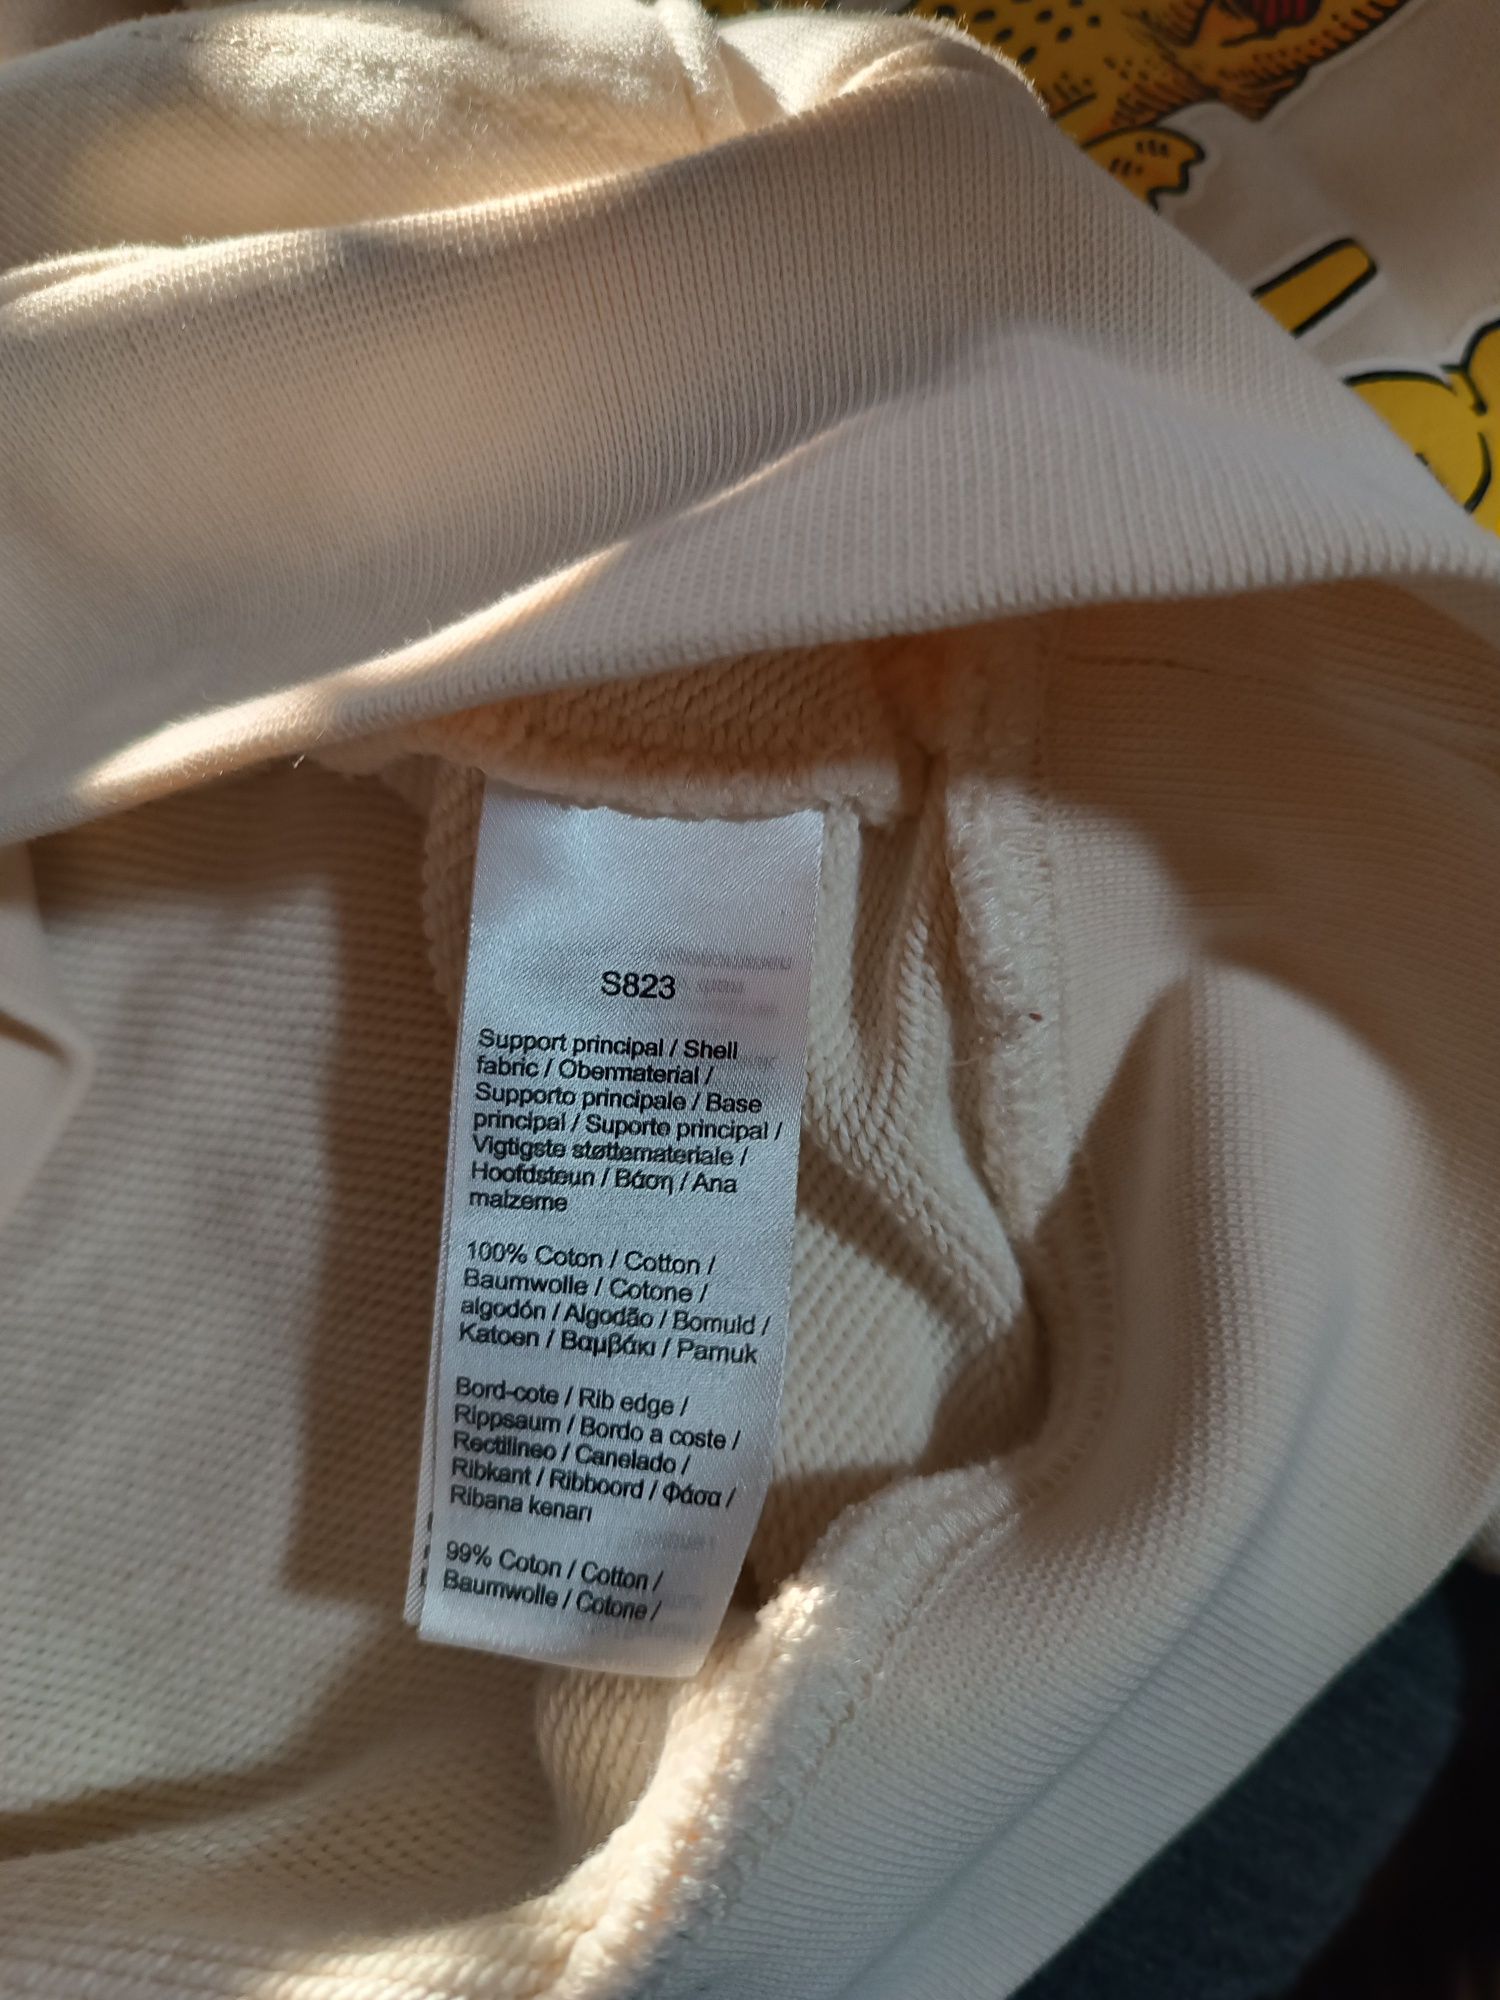 S823
Support principal / Shell
fabric / Obermaterial /
Supporto principale / Base
principal / Suporte principal /
Vigtigste støttemateriale /
Hoofdsteun / Βάση / Ana
malzeme
100% Coton / Cotton /
Baumwolle / Cotone /
algodón / Algodão / Bomuld /
Katoen / Βαμβάκι / Pamuk
Bord-cote / Rib edge /
Rippsaum / Bordo a coste /
Rectilineo / Canelado /
Ribkant / Ribboord / Φάσα /
Ribana kenarı
99% Coton / Cotton /
Baumwolle / Cotone /